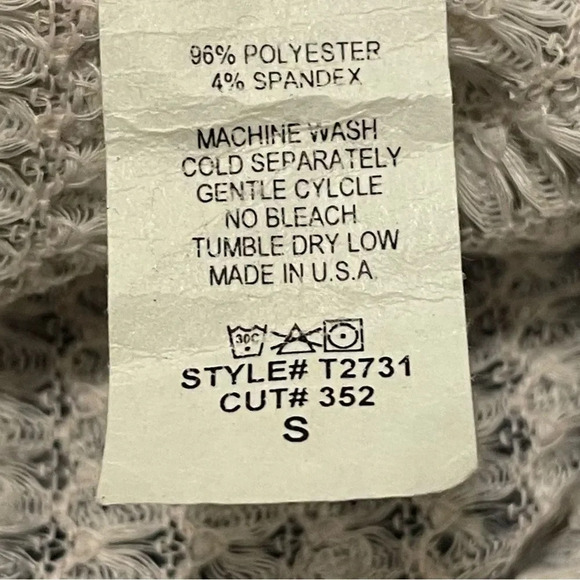 96% POLYESTER
4% SPANDEX
MACHINE WASH
COLD SEPARATELY
GENTLE CYLCLE
NO BLEACH
TUMBLE DRY LOW
MADE IN U.S.A
30C
STYLE# T2731
CUT# 352
S